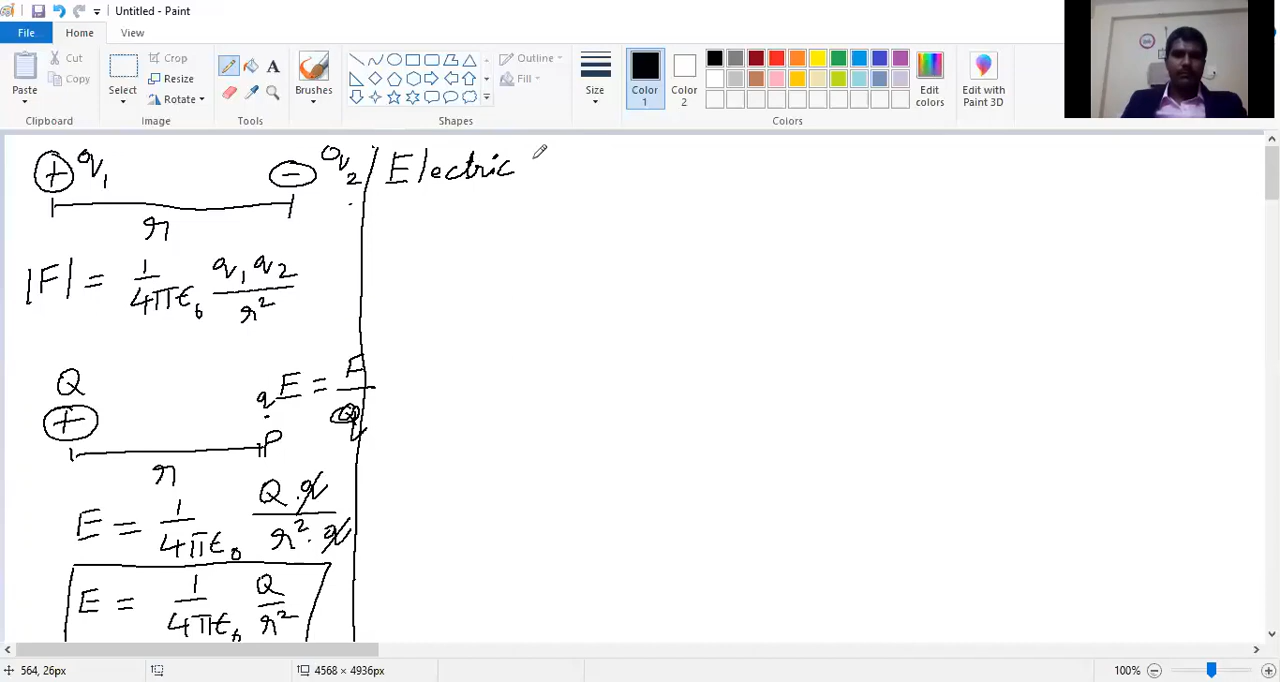 Untitled - Paint
File Home View
Paste
Cut
Copy
Clipboard
Select
Crop
Resize
Rotate
Image
A
Tools
Brushes
Shapes
Outline
Fill
Size
Color 1
Color 2
Colors
Edit colors
Edit with Paint 3D
+ q₁ - q₂
r
|F| = 1/4πε₀ q₁q₂/r²
Q
+ q E = F/q
P
r
E = 1/4πε₀ Q.q/r².q
E = 1/4πε₀ Q/r²
Electric
564, 26px
4568 × 4936px
100%